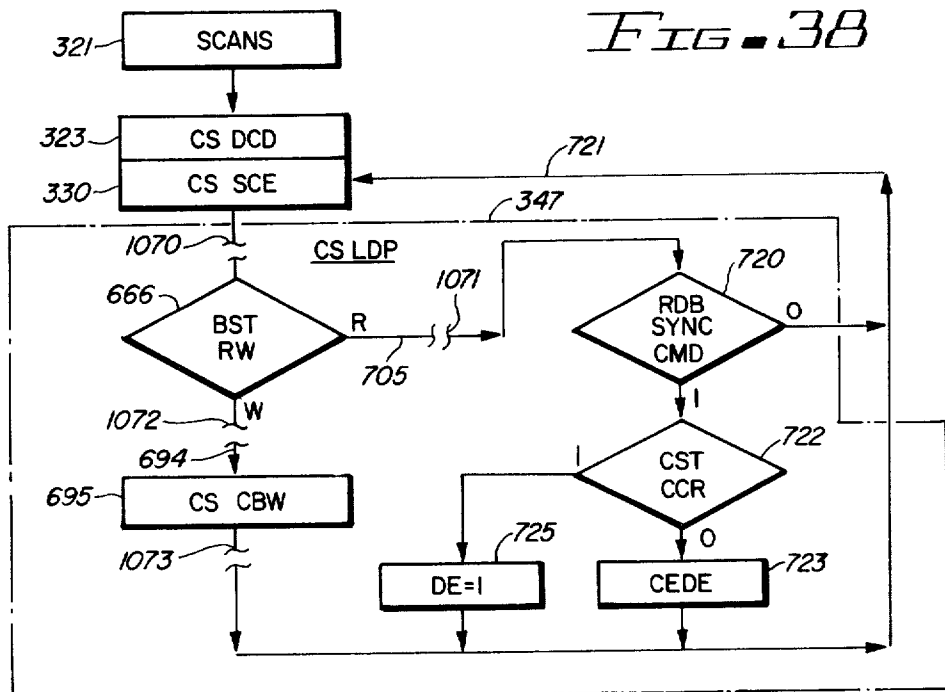 FIG. 38
321
SCANS
323
CS DCD
330
CS SCE
721
347
1070
CS LDP
1071
720
666
BST
RW
R
705
RDB
SYNC
CMD
O
W
1072
694
I
722
CST
CCR
I
O
695
CS CBW
1073
725
DE=1
723
CEDE